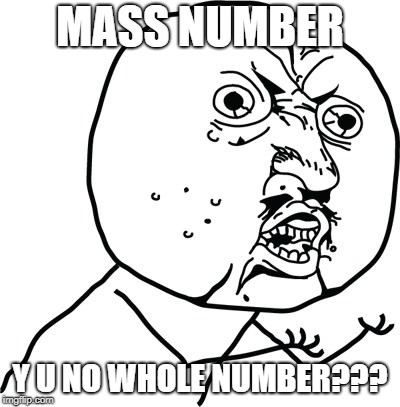 MASS NUMBER
Y U NO WHOLE NUMBER???
imgflip.com